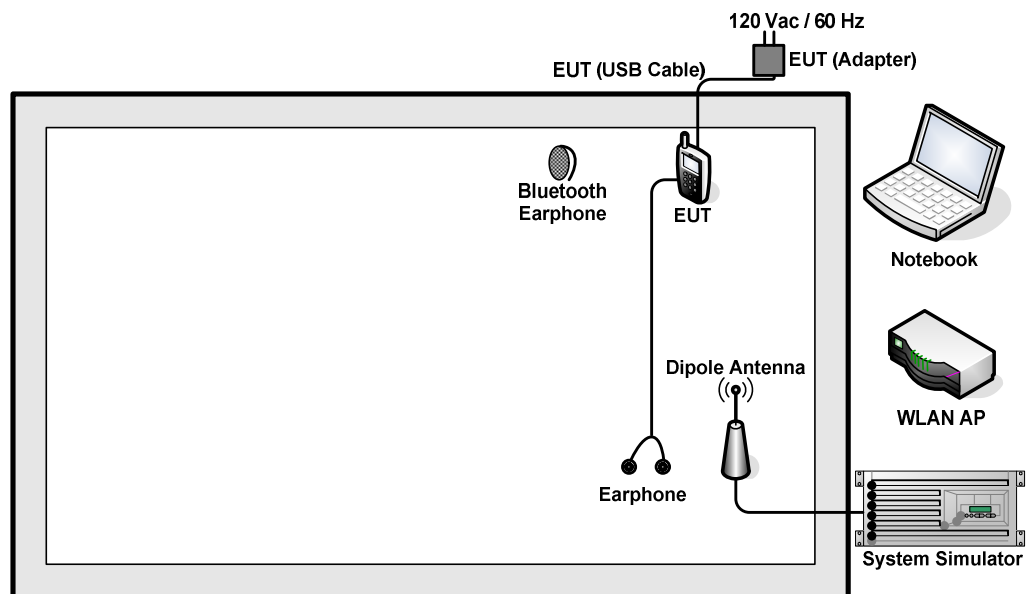 120 Vac / 60 Hz
EUT (Adapter)
EUT (USB Cable)
Bluetooth
Earphone
EUT
Notebook
Dipole Antenna
WLAN AP
Earphone
System Simulator